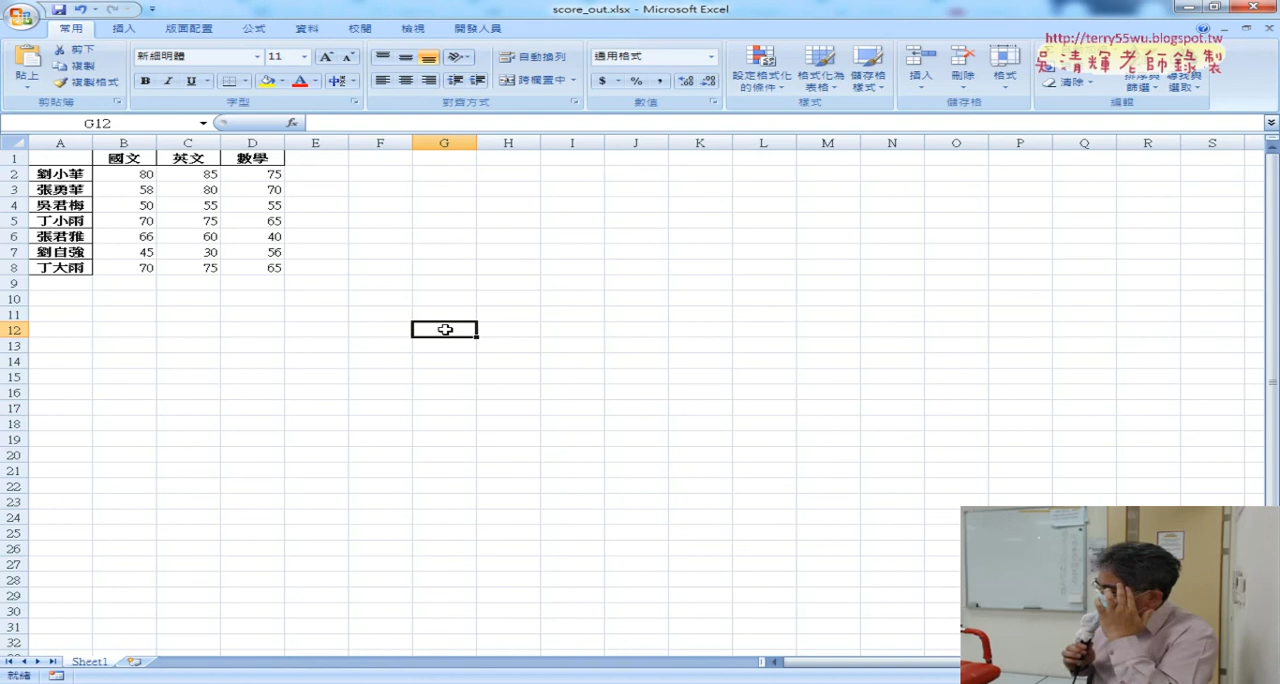 score_out.xlsx - Microsoft Excel
常用 插入 版面配置 公式 資料 校閱 檢視 開發人員
http://terry55wu.blogspot.tw
吳清輝老師錄製
貼上 剪下 新細明體 11 自動換列 通用格式 設定格式化的條件 格式化為表格 儲存格樣式 插入 刪除 格式
複製
複製格式 B I U 跨欄置中 $ % , 清除 篩選 選取
剪貼簿 字型 對齊方式 數值 樣式 儲存格 編輯
G12 fx
A B C D E F G H I J K L M N O P Q R S
1 國文 英文 數學
2 劉小華 80 85 75
3 張勇華 58 80 70
4 吳君梅 50 55 55
5 丁小雨 70 75 65
6 張君雅 66 60 40
7 劉自強 45 30 56
8 丁大雨 70 75 65
9
10
11
12
13
14
15
16
17
18
19
20
21
22
23
24
25
26
27
28
29
30
31
32
Sheet1
就緒